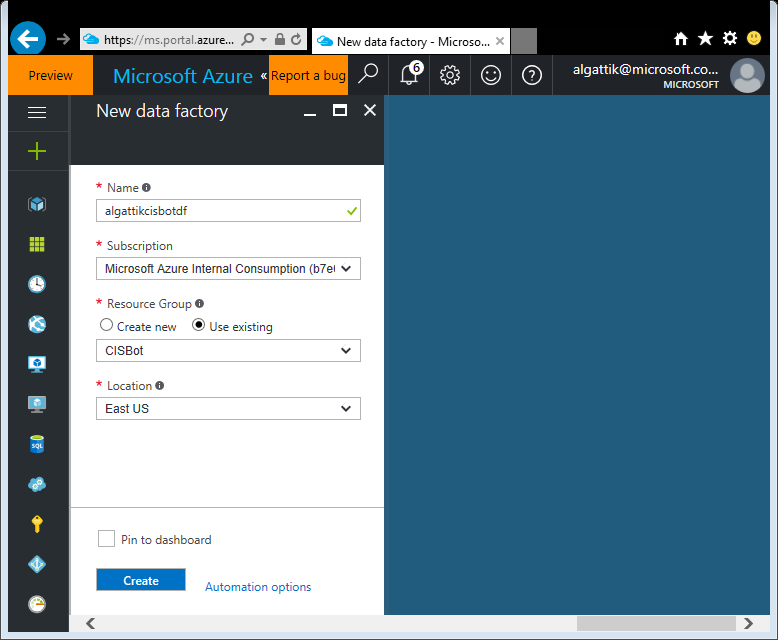 https://ms.portal.azure...
New data factory - Microso...
Preview
Microsoft Azure «
Report a bug
6
algattik@microsoft.co...
MICROSOFT
New data factory
* Name
algattikcisbotdf
* Subscription
Microsoft Azure Internal Consumption (b7e
* Resource Group
Create new
Use existing
CISBot
* Location
East US
SQL
Pin to dashboard
Create
Automation options